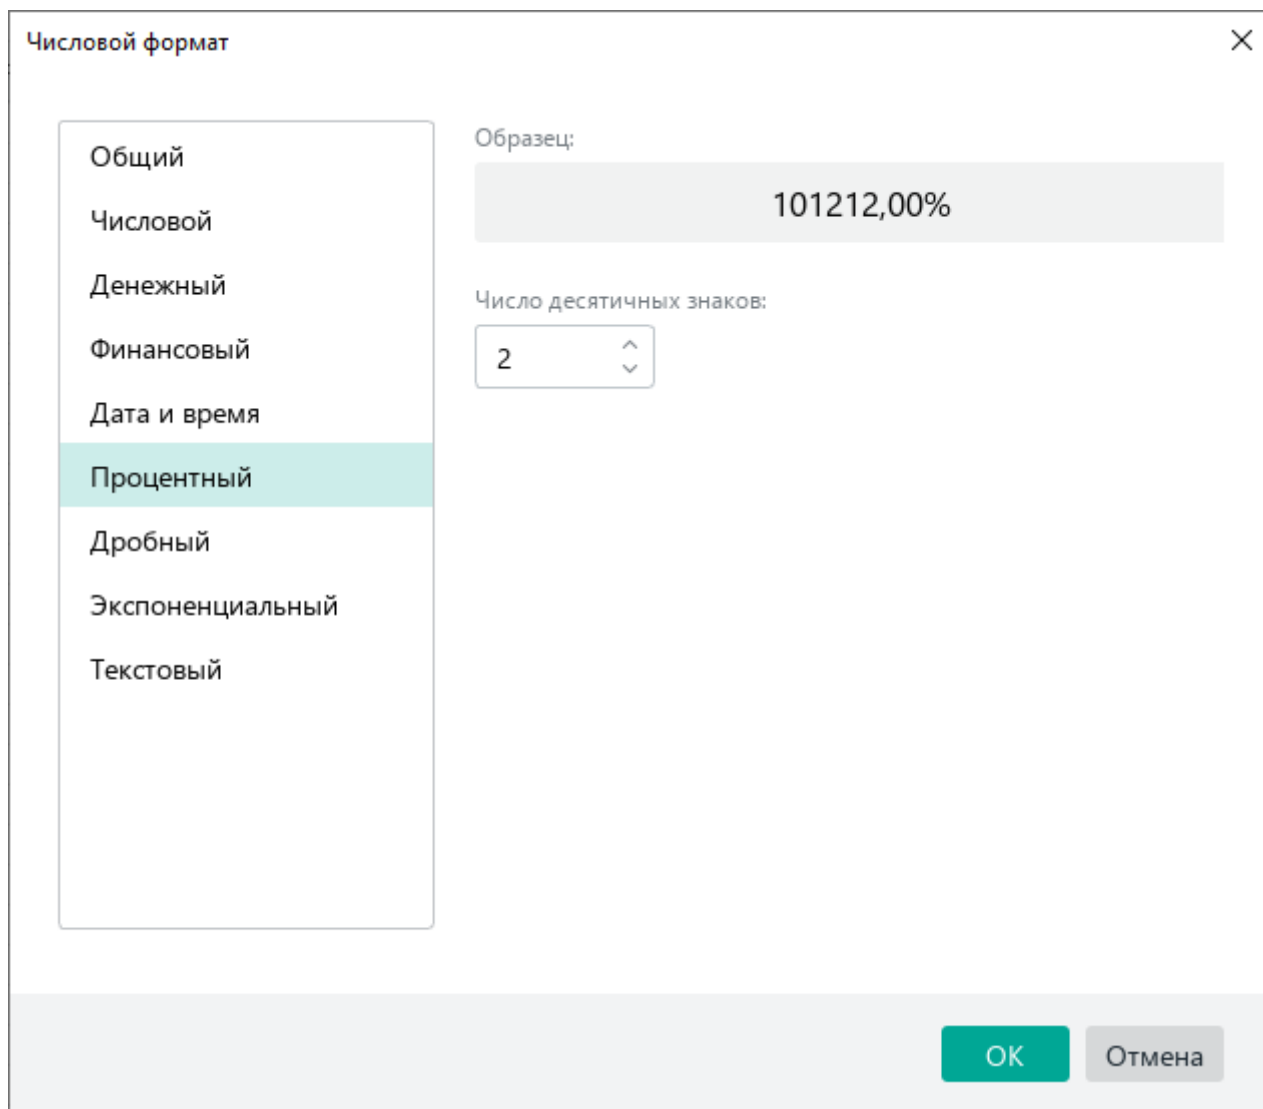 Числовой формат
Общий
Числовой
Денежный
Финансовый
Дата и время
Процентный
Дробный
Экспоненциальный
Текстовый
Образец:
101212,00%
Число десятичных знаков:
2
ОК
Отмена